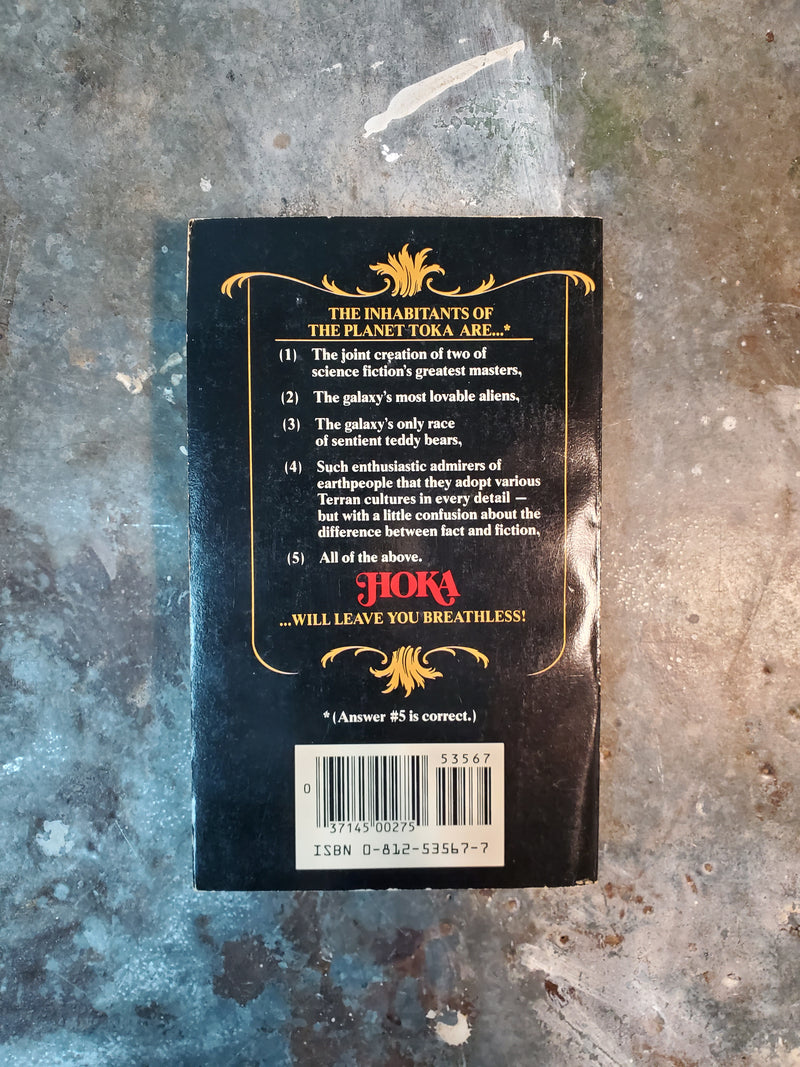 THE INHABITANTS OF
THE PLANET TOKA ARE...*
(1) The joint creation of two of
science fiction's greatest masters,
(2) The galaxy's most lovable aliens,
(3) The galaxy's only race
of sentient teddy bears,
(4) Such enthusiastic admirers of
earthpeople that they adopt various
Terran cultures in every detail —
but with a little confusion about the
difference between fact and fiction,
(5) All of the above.
HOKA
...WILL LEAVE YOU BREATHLESS!
*(Answer #5 is correct.)
53567
0
37145 00275
ISBN 0-812-53567-7